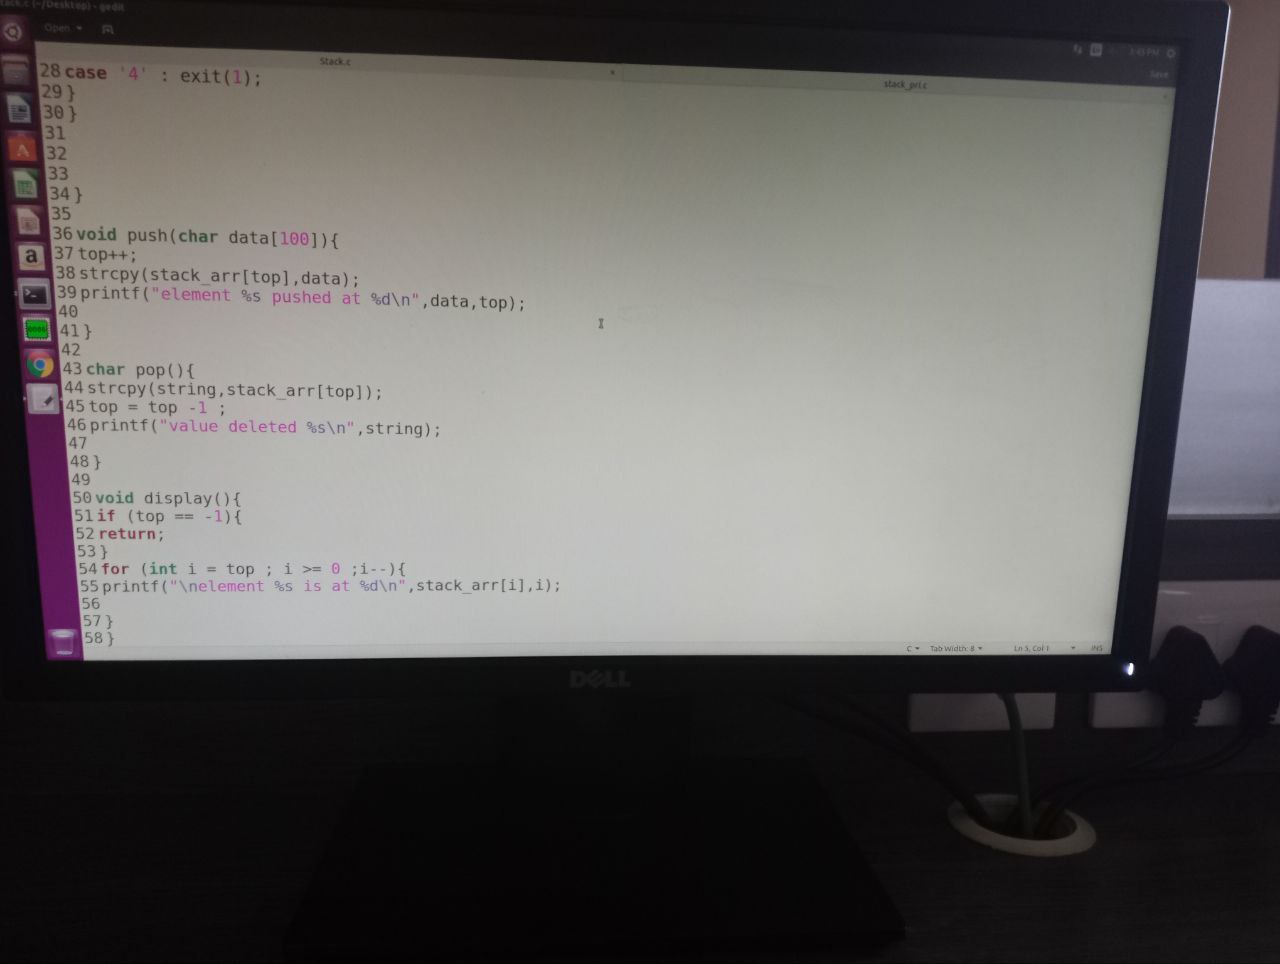 Stack.c (~/Desktop) - gedit
Open
3:45 PM
Save
Stack.c
stack_pri.c
28 case '4' : exit(1);
29 }
30 }
31
32
33
34 }
35
36 void push(char data[100]){
37 top++;
38 strcpy(stack_arr[top],data);
39 printf("element %s pushed at %d\n",data,top);
40
41 }
42
43 char pop(){
44 strcpy(string,stack_arr[top]);
45 top = top -1 ;
46 printf("value deleted %s\n",string);
47
48 }
49
50 void display(){
51 if (top == -1){
52 return;
53 }
54 for (int i = top ; i >= 0 ;i--){
55 printf("\nelement %s is at %d\n",stack_arr[i],i);
56
57 }
58 }
C Tab Width: 8 Ln 5, Col 1 INS
DELL